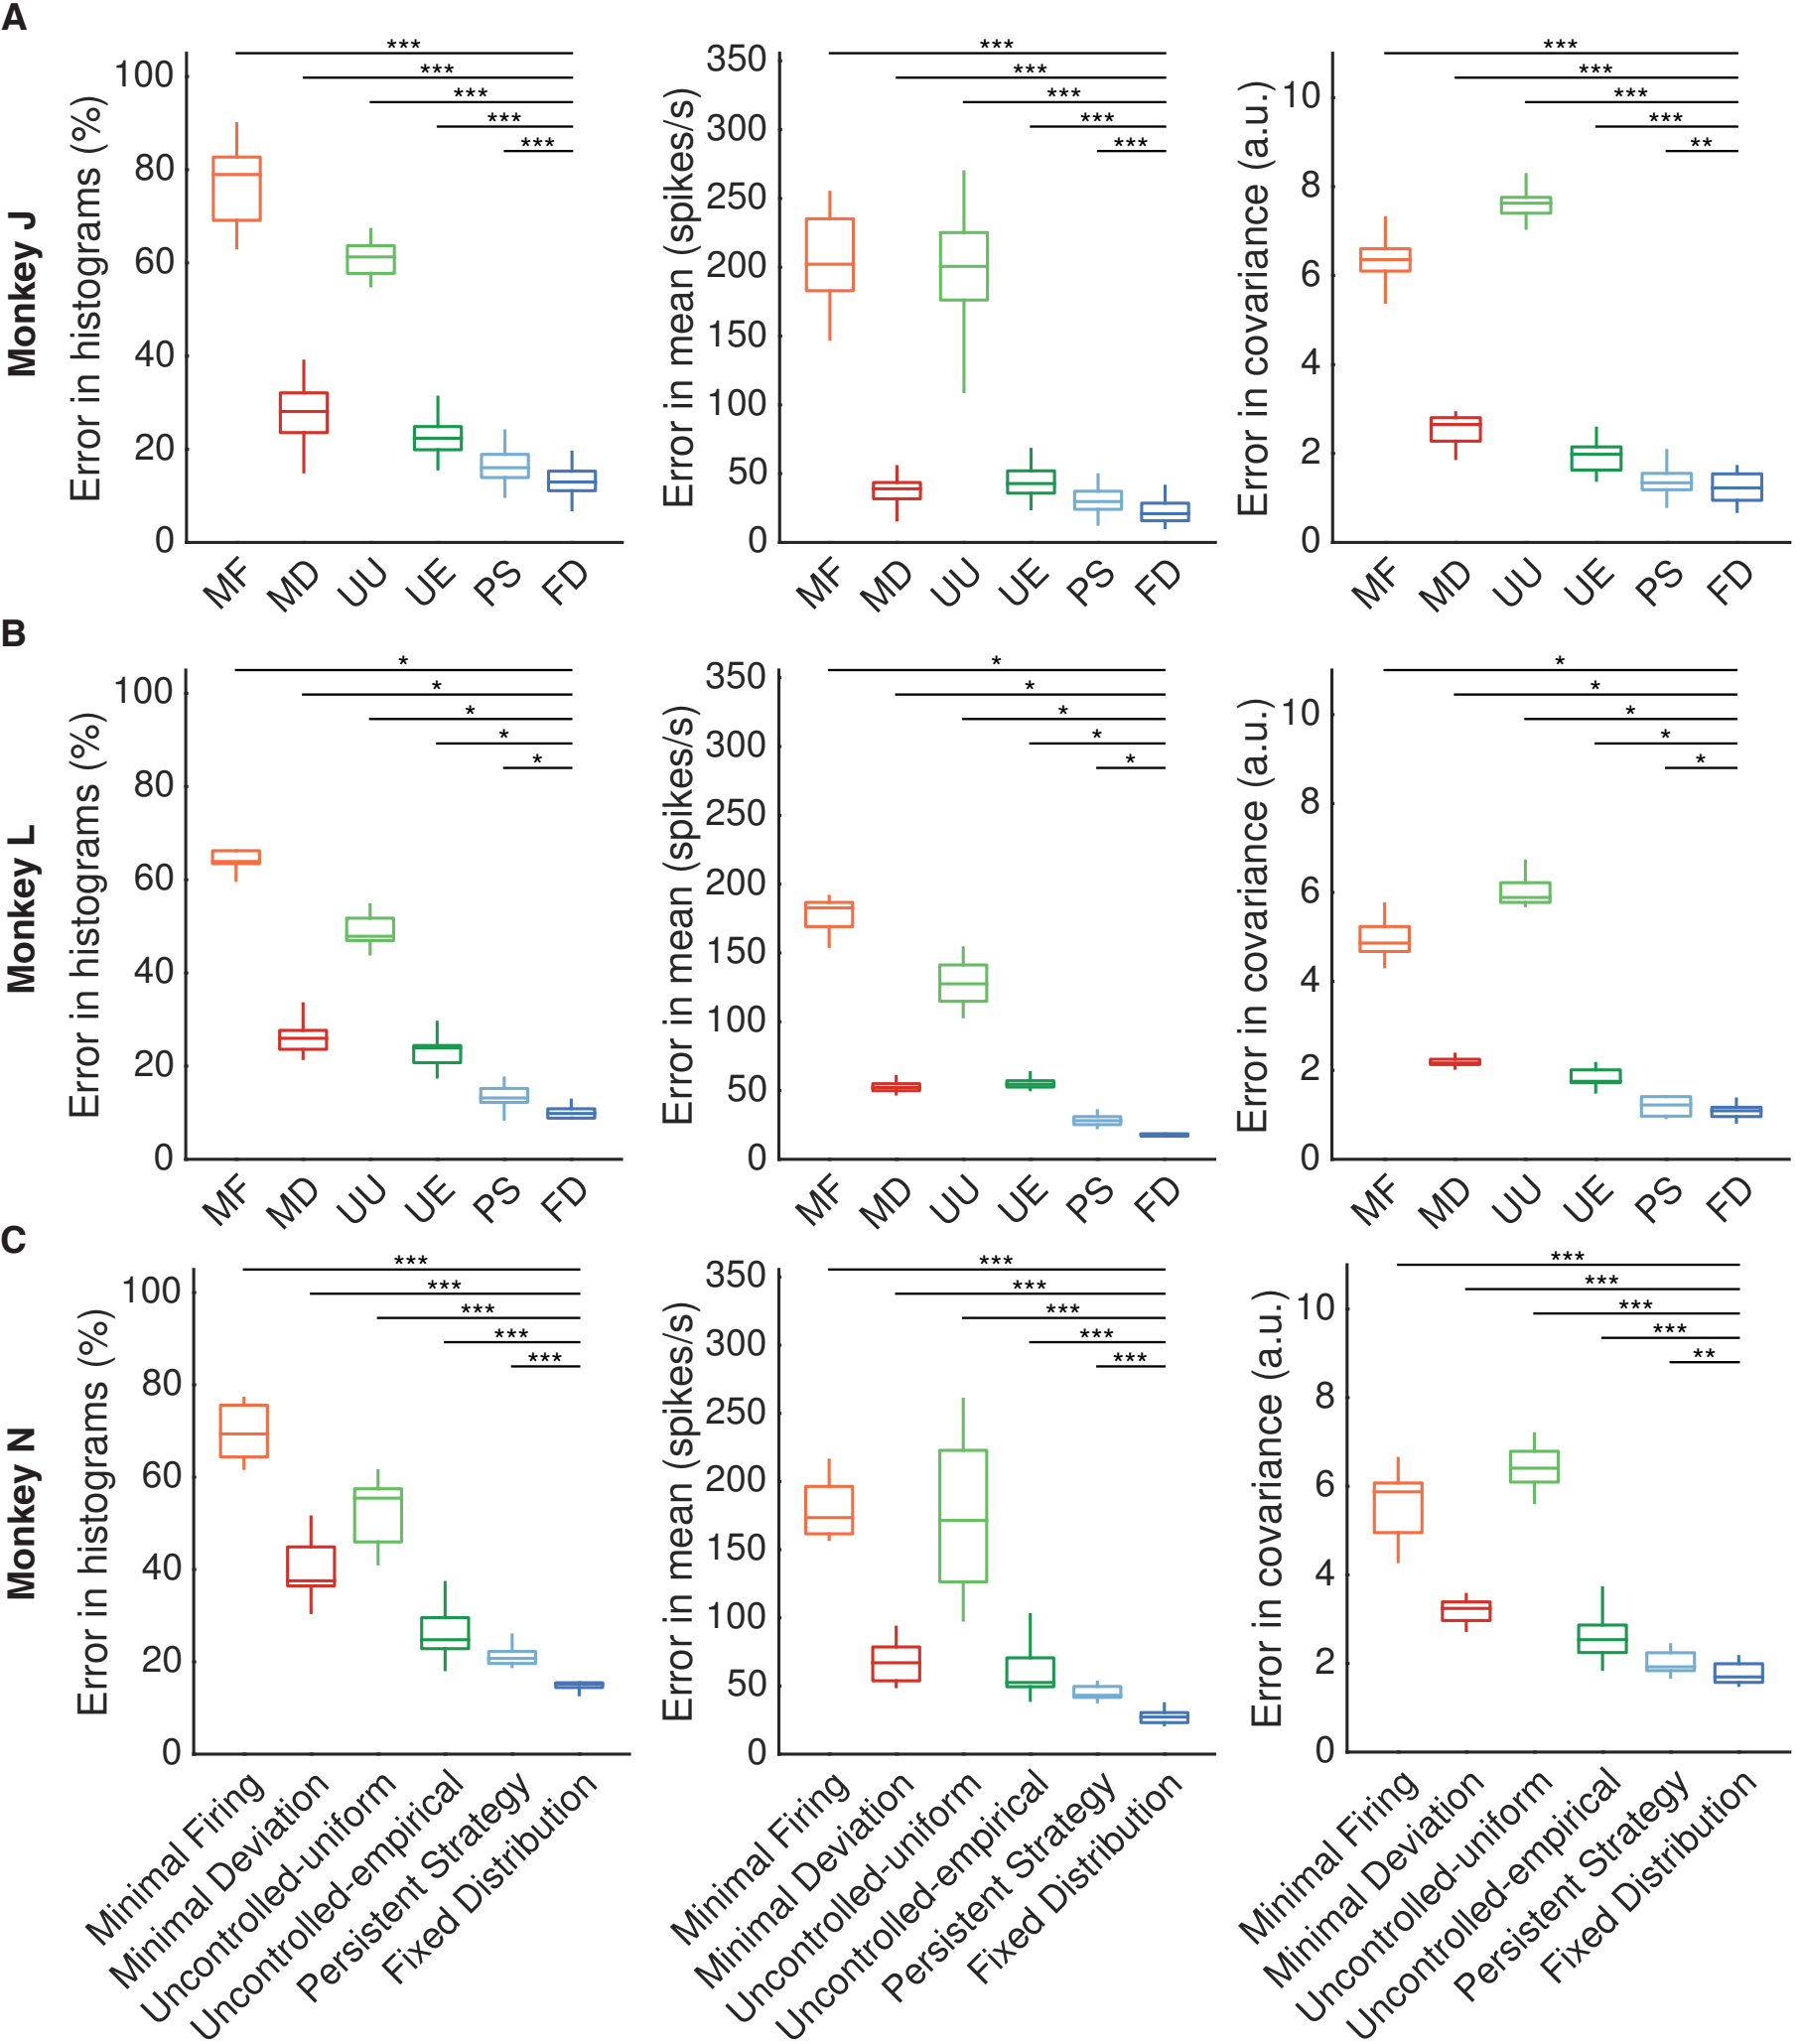 A
Monkey J
Error in histograms (%)
100
80
60
40
20
0
***
***
***
***
***
MF
MD
UU
UE
PS
FD
Error in mean (spikes/s)
350
300
250
200
150
100
50
0
***
***
***
***
***
MF
MD
UU
UE
PS
FD
Error in covariance (a.u.)
10
8
6
4
2
0
***
***
***
***
**
MF
MD
UU
UE
PS
FD
B
Monkey L
Error in histograms (%)
100
80
60
40
20
0
*
*
*
*
*
MF
MD
UU
UE
PS
FD
Error in mean (spikes/s)
350
300
250
200
150
100
50
0
*
*
*
*
*
MF
MD
UU
UE
PS
FD
Error in covariance (a.u.)
10
8
6
4
2
0
*
*
*
*
*
MF
MD
UU
UE
PS
FD
C
Monkey N
Error in histograms (%)
100
80
60
40
20
0
***
***
***
***
***
Minimal Firing
Minimal Deviation
Uncontrolled-uniform
Uncontrolled-empirical
Persistent Strategy
Fixed Distribution
Error in mean (spikes/s)
350
300
250
200
150
100
50
0
***
***
***
***
***
Minimal Firing
Minimal Deviation
Uncontrolled-uniform
Uncontrolled-empirical
Persistent Strategy
Fixed Distribution
Error in covariance (a.u.)
10
8
6
4
2
0
***
***
***
***
**
Minimal Firing
Minimal Deviation
Uncontrolled-uniform
Uncontrolled-empirical
Persistent Strategy
Fixed Distribution